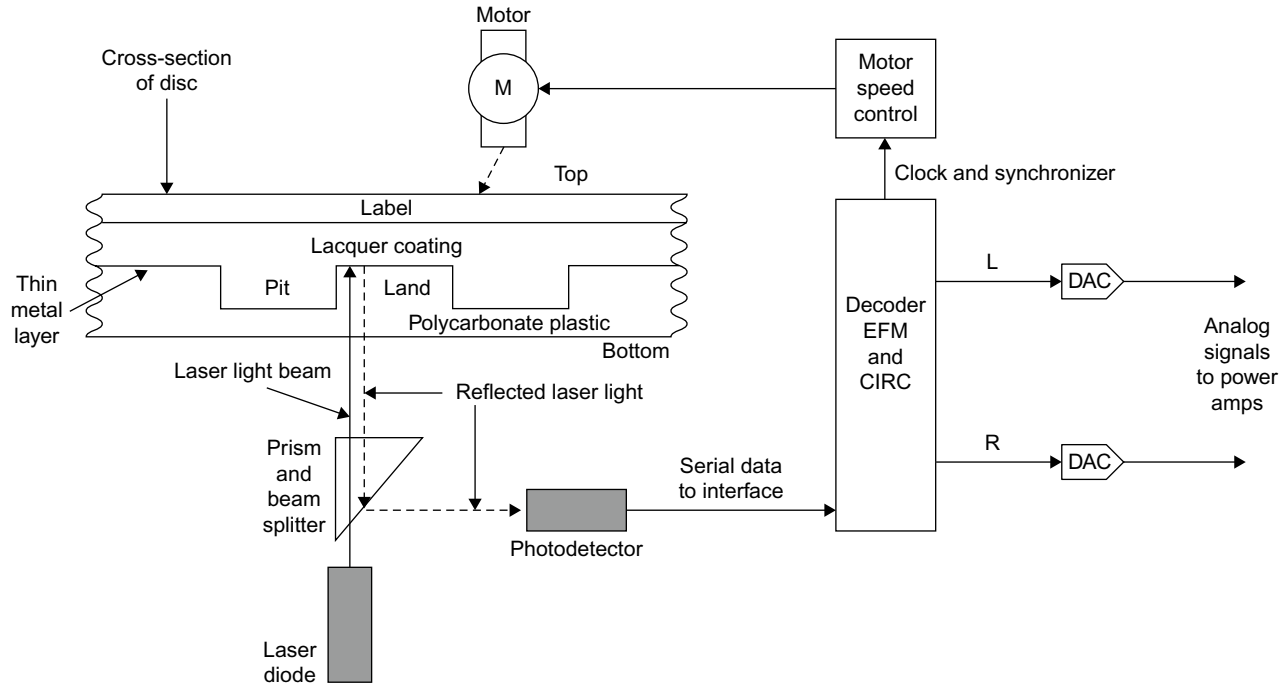 Motor
Cross-section
of disc
M
Motor
speed
control
Top
Clock and synchronizer
Label
Lacquer coating
Thin
metal
layer
Pit
Land
Polycarbonate plastic
Bottom
L
DAC
Decoder
EFM
and
CIRC
Analog
signals
to power
amps
Laser light beam
Reflected laser light
Prism
and
beam
splitter
Serial data
to interface
R
DAC
Photodetector
Laser
diode